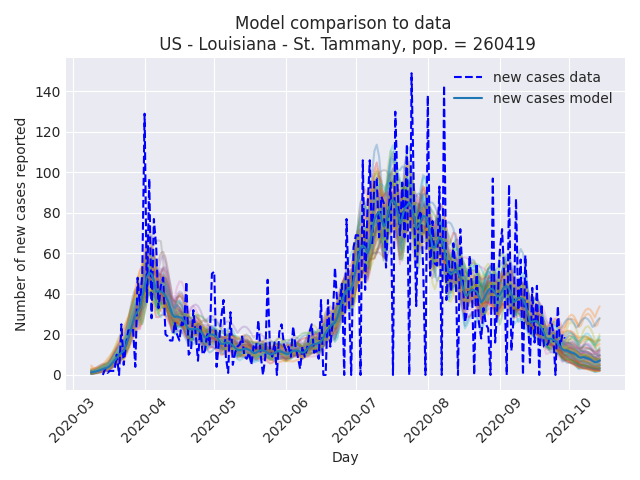 Model comparison to data
US - Louisiana - St. Tammany, pop. = 260419
new cases data
new cases model
Number of new cases reported
140
120
100
80
60
40
20
0
2020-03
2020-04
2020-05
2020-06
2020-07
2020-08
2020-09
2020-10
Day